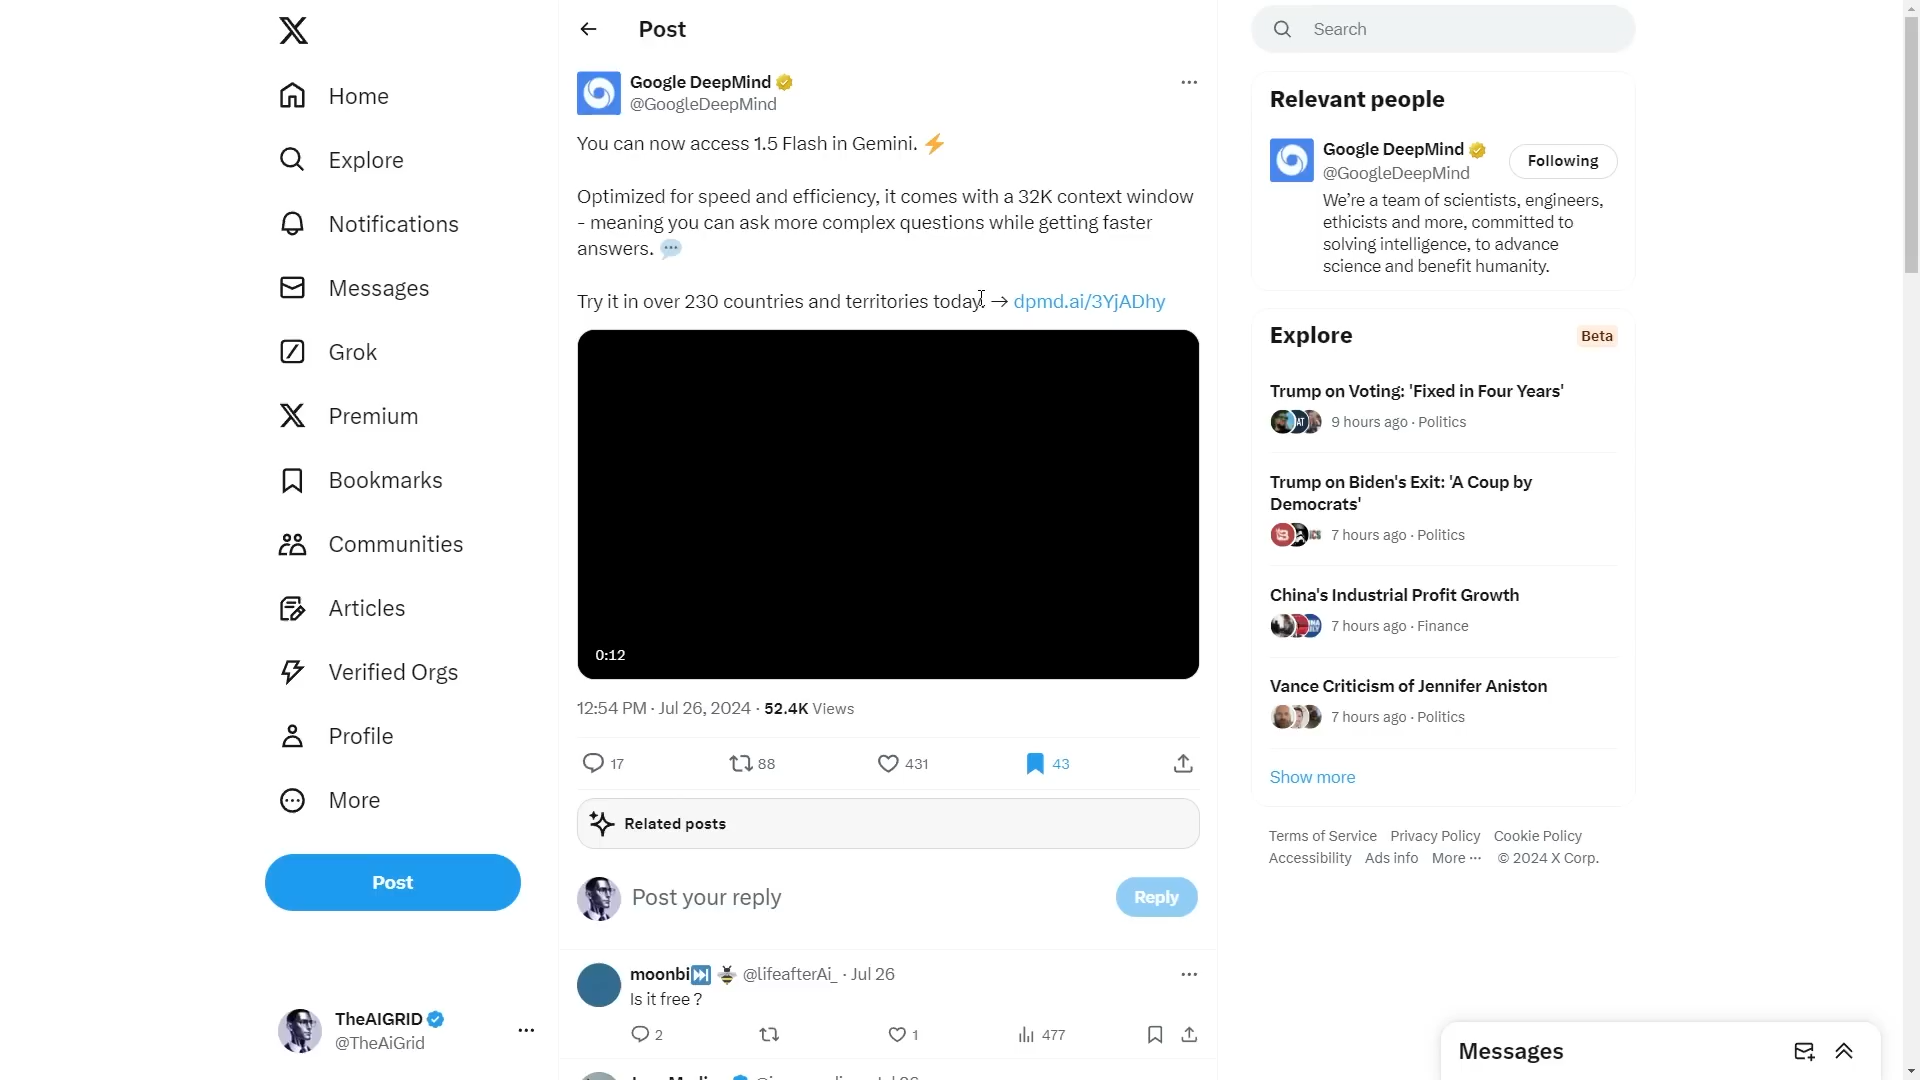 Home
Explore
Notifications
Messages
Grok
Premium
Bookmarks
Communities
Articles
Verified Orgs
Profile
More
Post
TheAIGRID
@TheAiGrid
Post
Google DeepMind
@GoogleDeepMind
You can now access 1.5 Flash in Gemini. ⚡
Optimized for speed and efficiency, it comes with a 32K context window
- meaning you can ask more complex questions while getting faster
answers. 💬
Try it in over 230 countries and territories today. → dpmd.ai/3YjADhy
0:12
12:54 PM · Jul 26, 2024 · 52.4K Views
17 88 431 43
Related posts
Post your reply
Reply
moonbi⏭️ 🐝 @lifeafterAi_ · Jul 26
Is it free ?
2 1 477
Search
Relevant people
Google DeepMind
@GoogleDeepMind
Following
We're a team of scientists, engineers,
ethicists and more, committed to
solving intelligence, to advance
science and benefit humanity.
Explore
Beta
Trump on Voting: 'Fixed in Four Years'
9 hours ago · Politics
Trump on Biden's Exit: 'A Coup by
Democrats'
7 hours ago · Politics
China's Industrial Profit Growth
7 hours ago · Finance
Vance Criticism of Jennifer Aniston
7 hours ago · Politics
Show more
Terms of Service Privacy Policy Cookie Policy
Accessibility Ads info More ··· © 2024 X Corp.
Messages